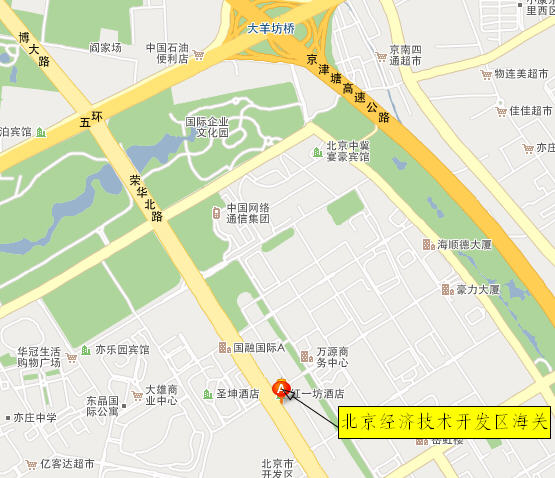 大羊坊桥
博大路
阎家场
中国石油
便利店
京津塘高速公路
京南四
通超市
里西区
物连美超市
佳佳超市
亦庄
五环
泊宾馆
国际企业
文化园
北京中冀
宴豪宾馆
荣华北路
中国网络
通信集团
海顺德大厦
豪力大厦
国融国际A
万源商
务中心
华冠生活
购物广场
亦乐园宾馆
大雄商
业中心
圣坤酒店
A
红一坊酒店
东晶国
际公寓
亦庄中学
北京经济技术开发区海关
亿客达超市
北京市
开发区